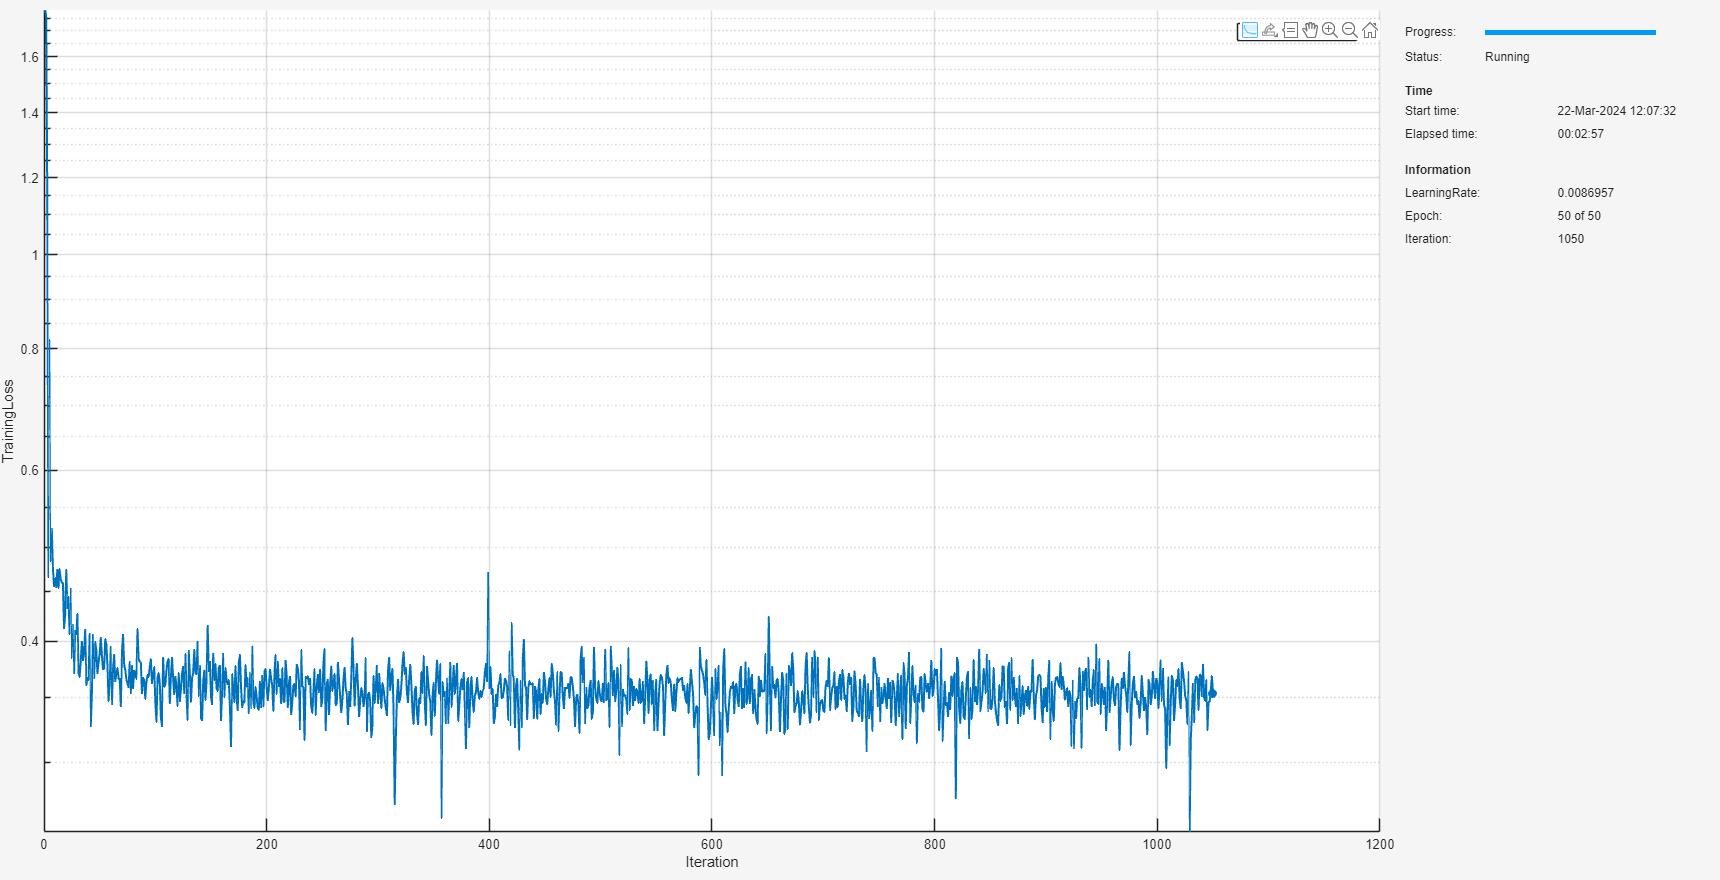 Progress:
Status: Running
Time
Start time: 22-Mar-2024 12:07:32
Elapsed time: 00:02:57
Information
LearningRate: 0.0086957
Epoch: 50 of 50
Iteration: 1050
TrainingLoss
1.6
1.4
1.2
1
0.8
0.6
0.4
0 200 400 600 800 1000 1200
Iteration